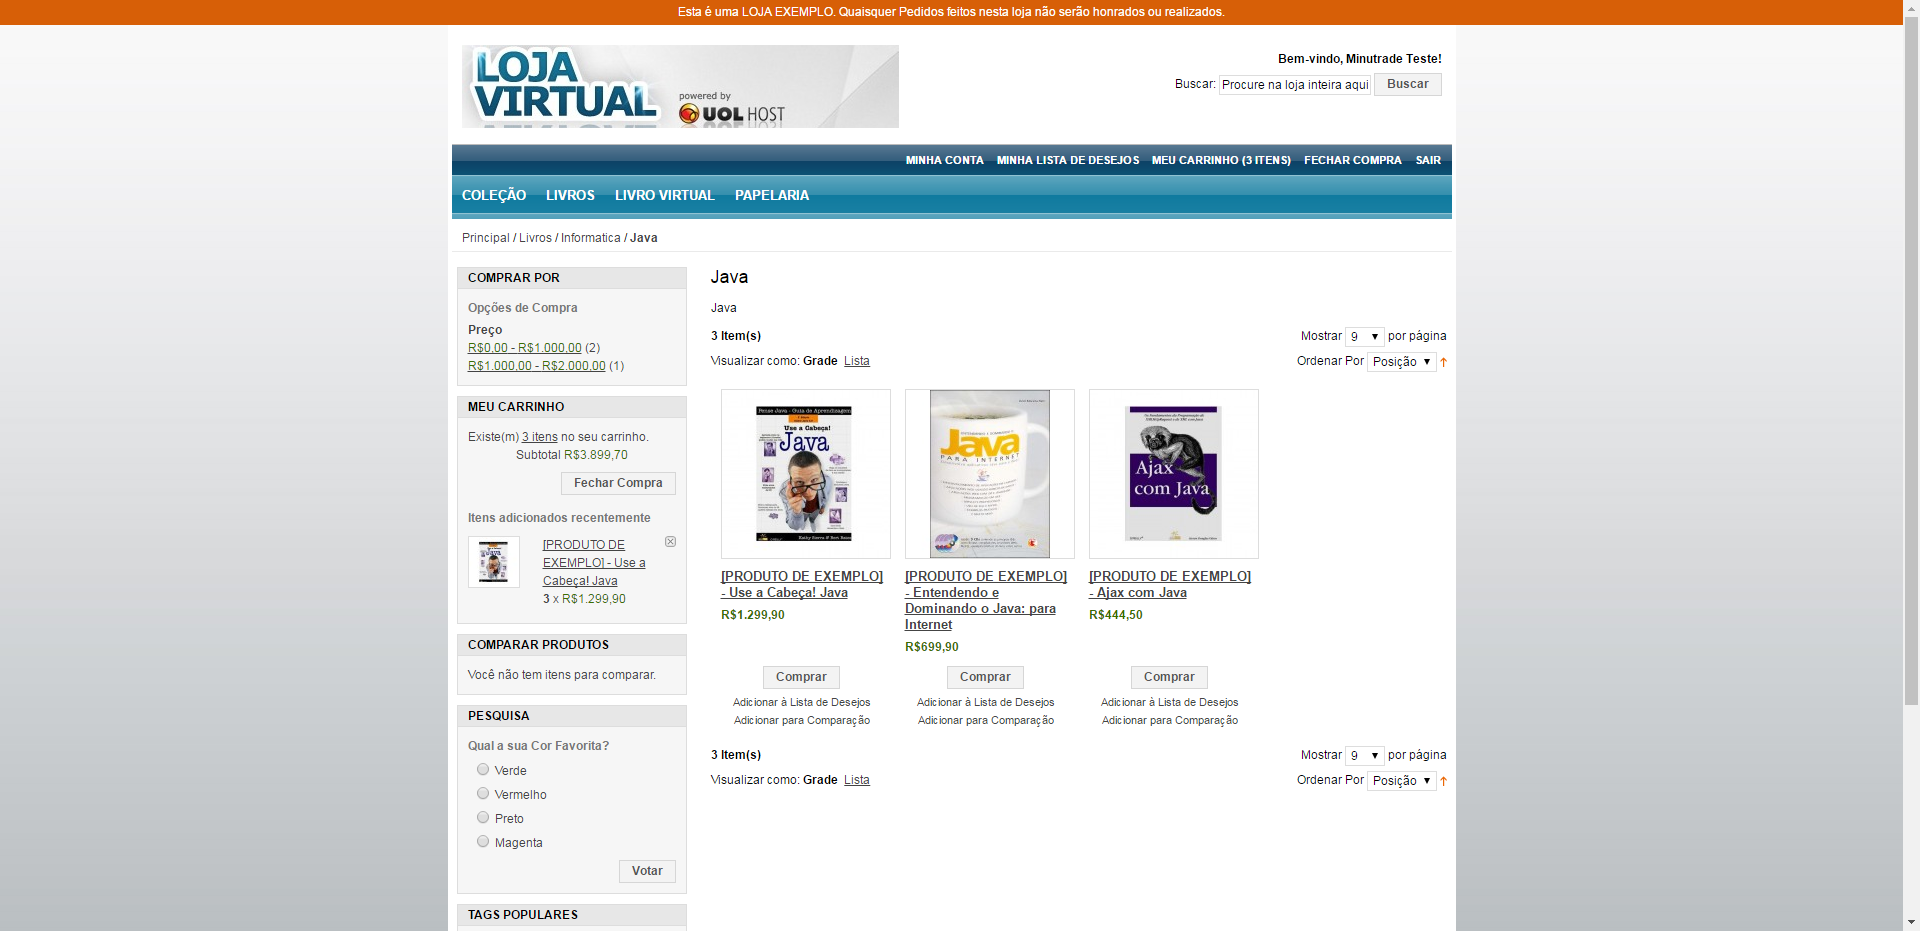 Esta é uma LOJA EXEMPLO. Quaisquer Pedidos feitos nesta loja não serão honrados ou realizados.
LOJA
VIRTUAL
powered by
UOL HOST
Bem-vindo, Minutrade Teste!
Buscar: Procure na loja inteira aqui Buscar
MINHA CONTA MINHA LISTA DE DESEJOS MEU CARRINHO (3 ITENS) FECHAR COMPRA SAIR
COLEÇÃO LIVROS LIVRO VIRTUAL PAPELARIA
Principal / Livros / Informatica / Java
COMPRAR POR
Opções de Compra
Preço
R$0,00 - R$1.000,00 (2)
R$1.000,00 - R$2.000,00 (1)
MEU CARRINHO
Existe(m) 3 itens no seu carrinho.
Subtotal R$3.899,70
Fechar Compra
Itens adicionados recentemente
[PRODUTO DE
EXEMPLO] - Use a
Cabeça! Java
3 x R$1.299,90
COMPARAR PRODUTOS
Você não tem itens para comparar.
PESQUISA
Qual a sua Cor Favorita?
Verde
Vermelho
Preto
Magenta
Votar
TAGS POPULARES
Java
Java
3 Item(s)
Mostrar 9 por página
Visualizar como: Grade Lista
Ordenar Por Posição
Use a Cabeça!
Java
Java
PARA INTERNET
Ajax
com Java
[PRODUTO DE EXEMPLO]
- Use a Cabeça! Java
R$1.299,90
Comprar
Adicionar à Lista de Desejos
Adicionar para Comparação
[PRODUTO DE EXEMPLO]
- Entendendo e
Dominando o Java: para
Internet
R$699,90
Comprar
Adicionar à Lista de Desejos
Adicionar para Comparação
[PRODUTO DE EXEMPLO]
- Ajax com Java
R$444,50
Comprar
Adicionar à Lista de Desejos
Adicionar para Comparação
3 Item(s)
Mostrar 9 por página
Visualizar como: Grade Lista
Ordenar Por Posição